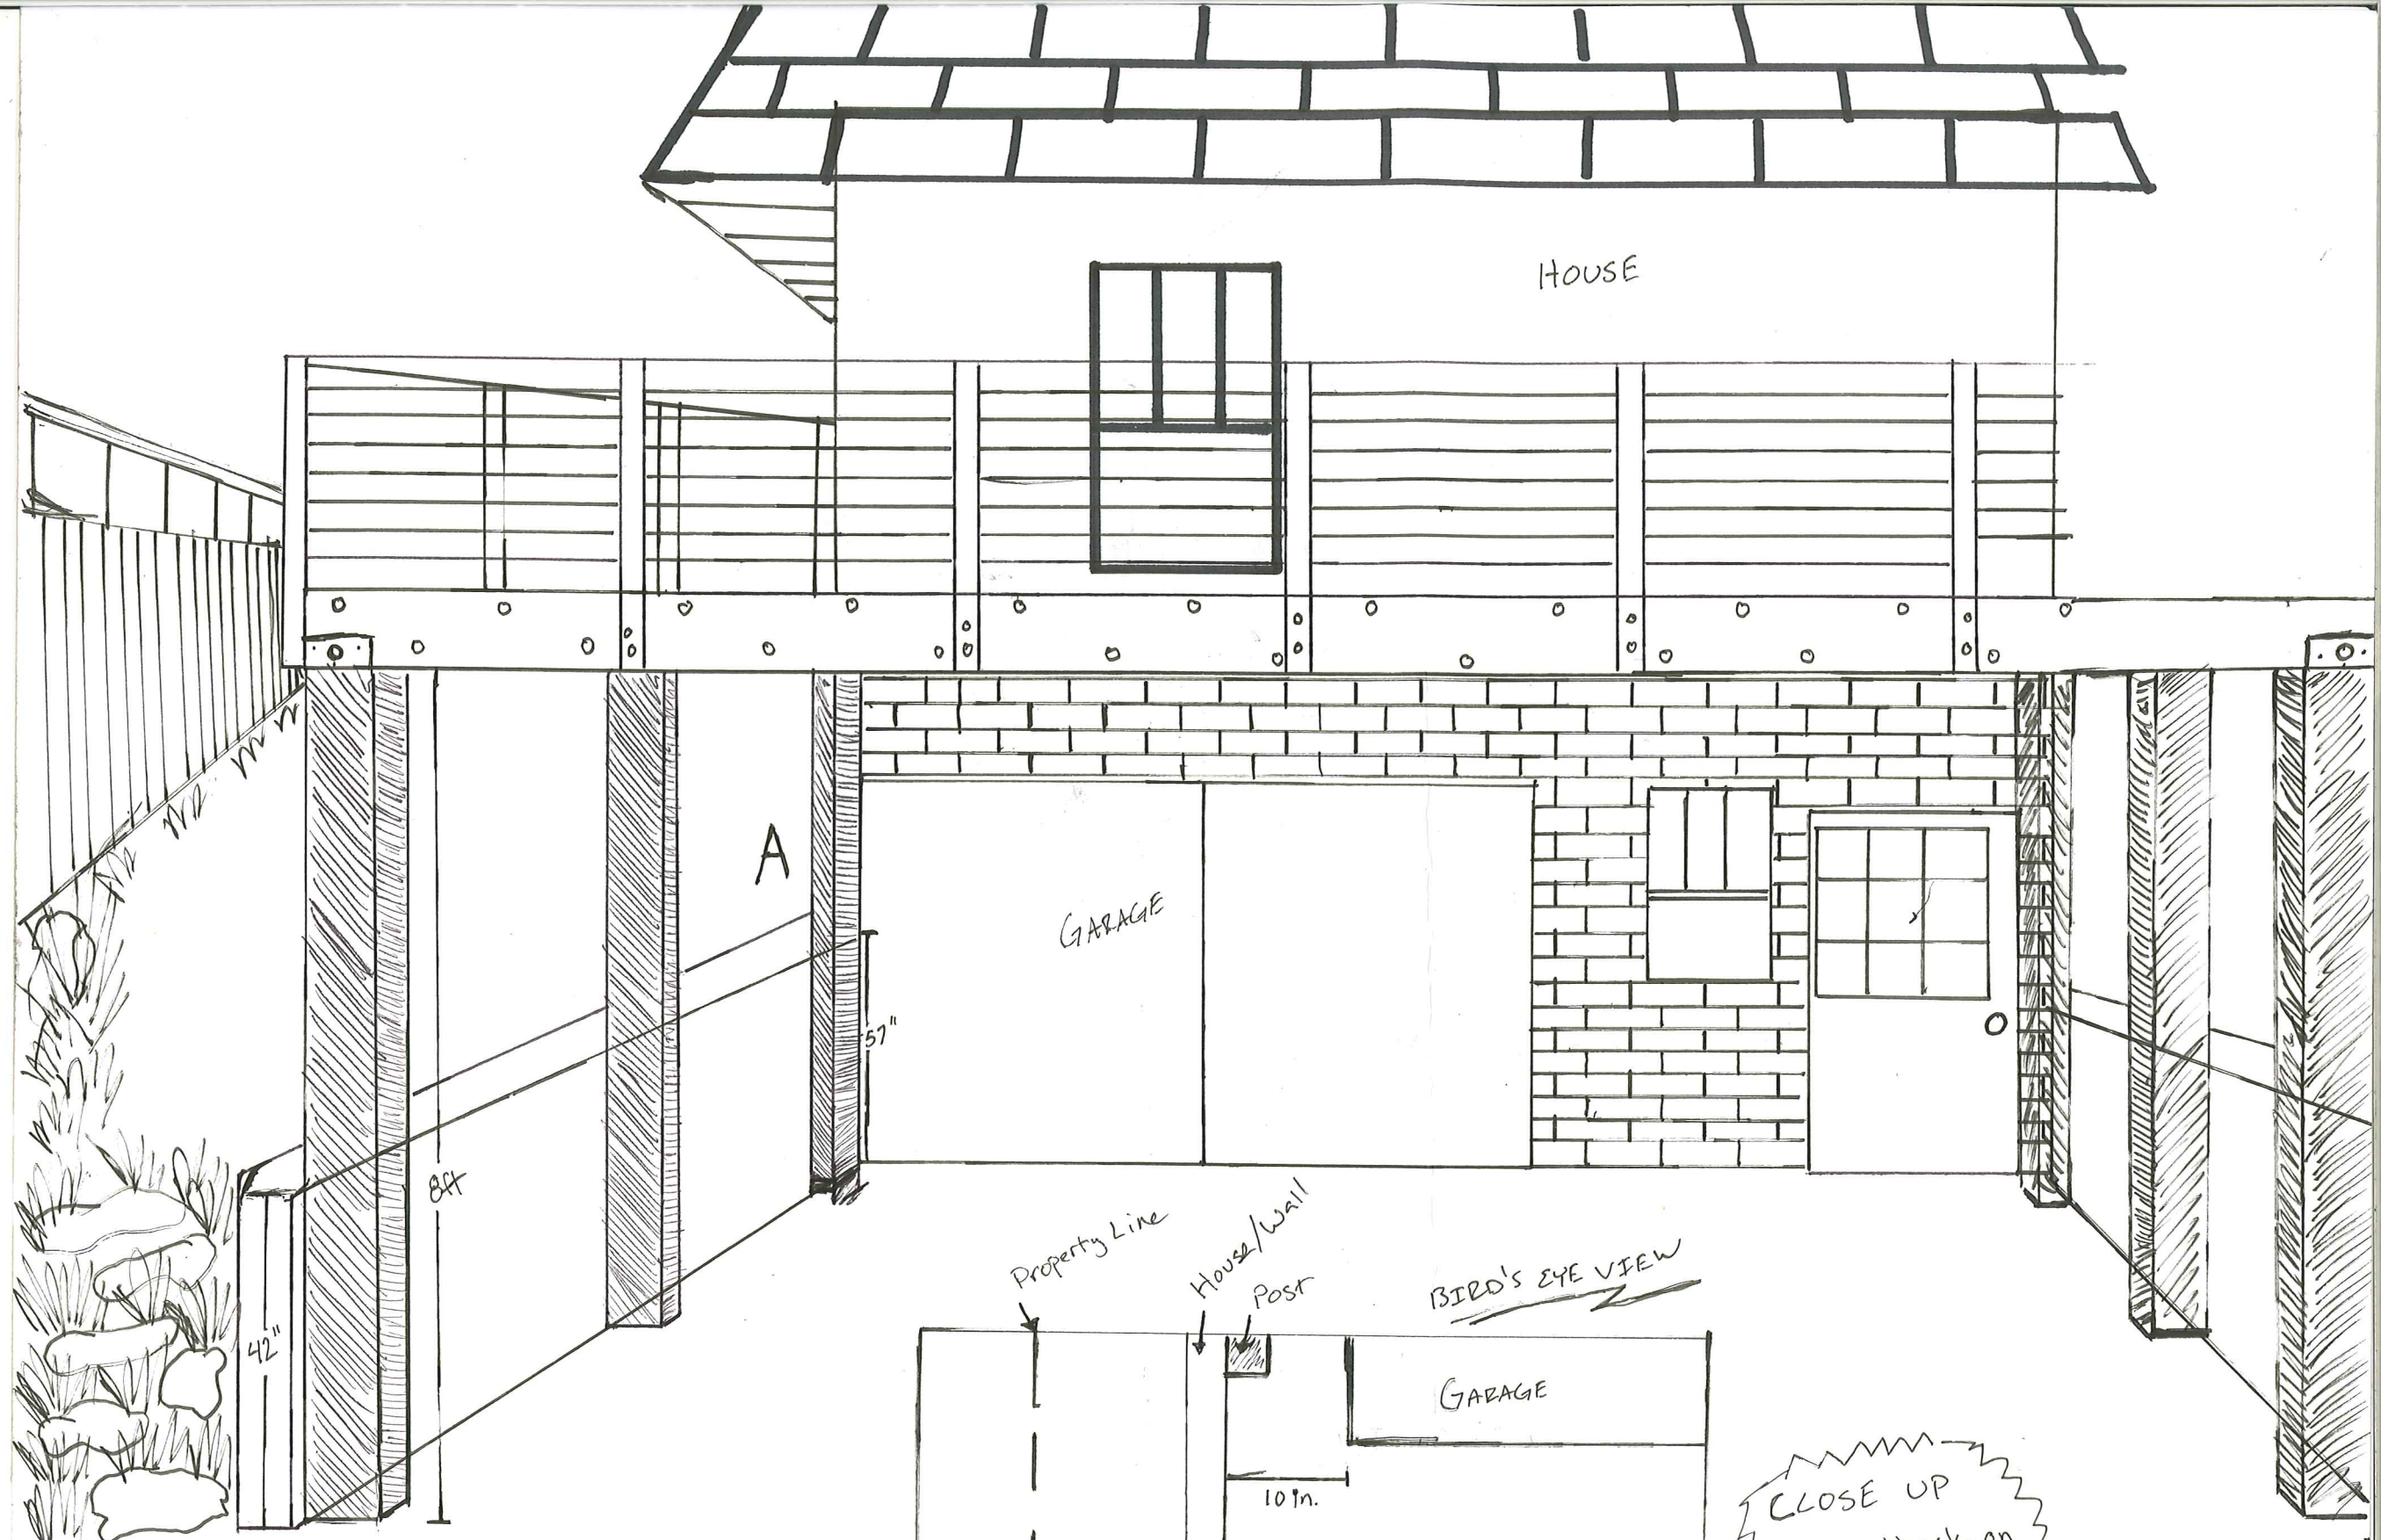 HOUSE
A
GARAGE
57"
8ft
42"
Property Line
House/Wall
Post
BIRD'S EYE VIEW
GARAGE
10 in.
CLOSE UP